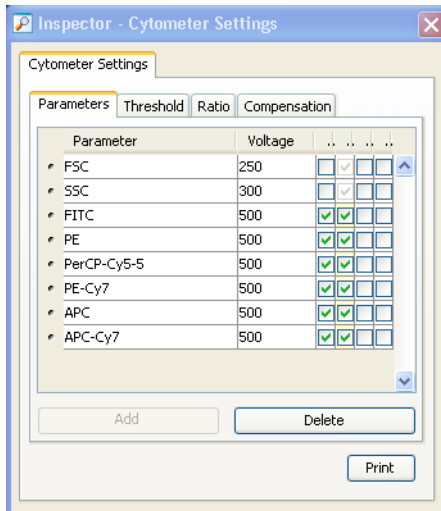 Inspector - Cytometer Settings
Cytometer Settings
Parameters Threshold Ratio Compensation
Parameter Voltage .. .. .. ..
FSC 250
SSC 300
FITC 500
PE 500
PerCP-Cy5-5 500
PE-Cy7 500
APC 500
APC-Cy7 500
Add Delete
Print